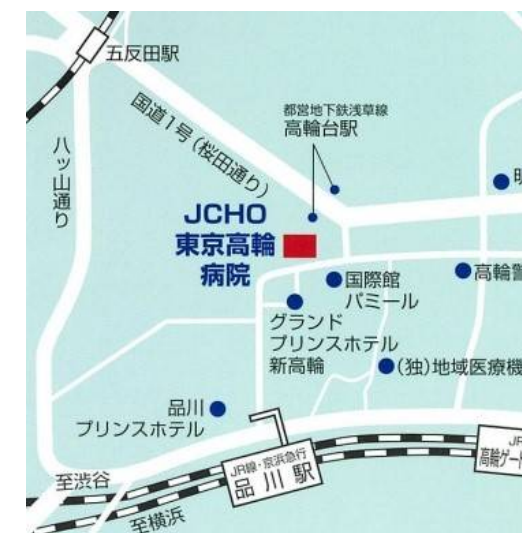 五反田駅
国道1号(桜田通り)
都営地下鉄浅草線
高輪台駅
八ッ山通り
JCHO
東京高輪
病院
国際館
パミール
高輪警
グランド
プリンスホテル
新高輪
(独)地域医療機
品川
プリンスホテル
JR線・京浜急行
品川駅
JR
高輪ゲート
至渋谷
至横浜